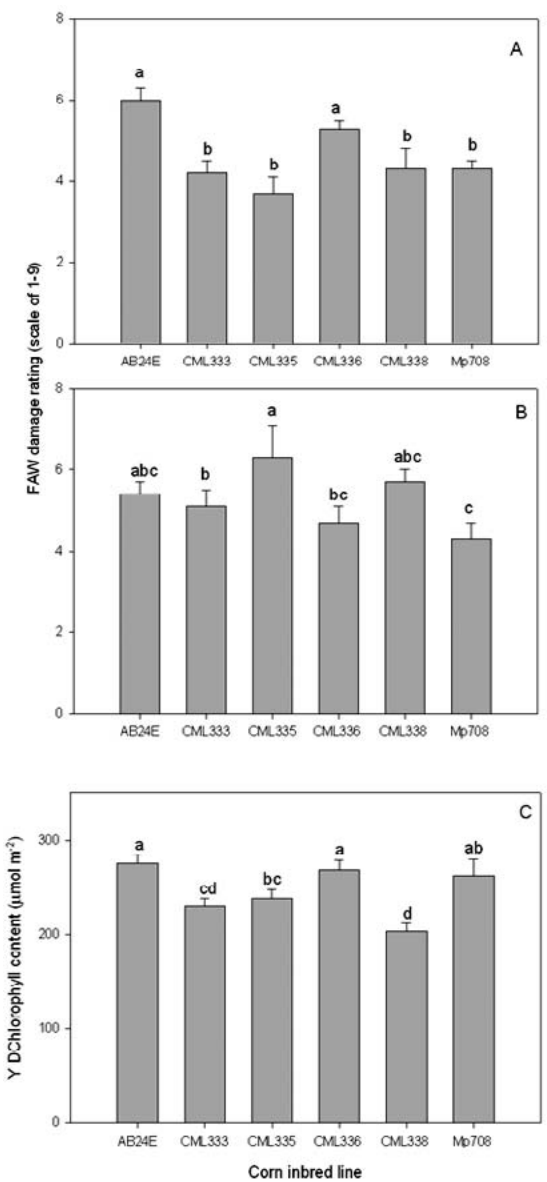 A
8
a
6
a
b
b
b
b
4
2
0
AB24E CML333 CML335 CML336 CML338 Mp708
FAW damage rating (scale of 1-9)
B
8
a
abc
abc
b
bc
c
6
4
2
0
AB24E CML333 CML335 CML336 CML338 Mp708
C
300
a
a
ab
cd
bc
d
200
100
0
Y DChlorophyll content (µmol m-2)
AB24E CML333 CML335 CML336 CML338 Mp708
Corn inbred line